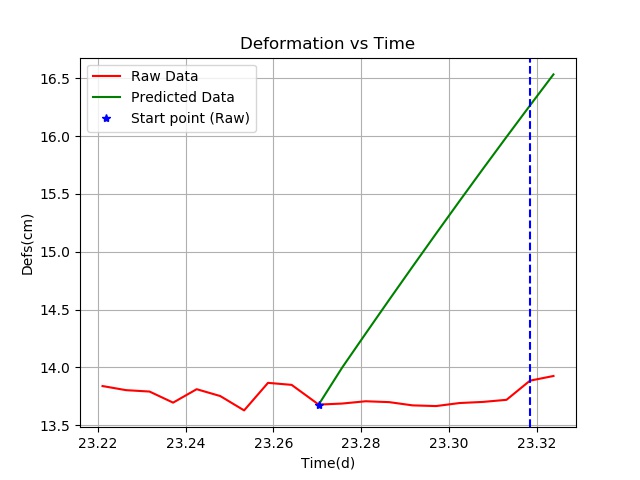 Deformation vs Time
Raw Data
Predicted Data
Start point (Raw)
Defs(cm)
16.5
16.0
15.5
15.0
14.5
14.0
13.5
23.22 23.24 23.26 23.28 23.30 23.32
Time(d)